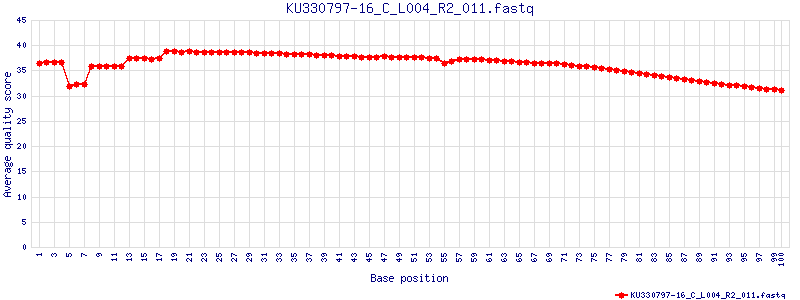 KU330797-16_C_L004_R2_011.fastq
45
40
35
30
25
20
15
10
5
0
Average quality score
1 3 5 7 9 11 13 15 17 19 21 23 25 27 29 31 33 35 37 39 41 43 45 47 49 51 53 55 57 59 61 63 65 67 69 71 73 75 77 79 81 83 85 87 89 91 93 95 97 99 100
Base position
KU330797-16_C_L004_R2_011.fastq